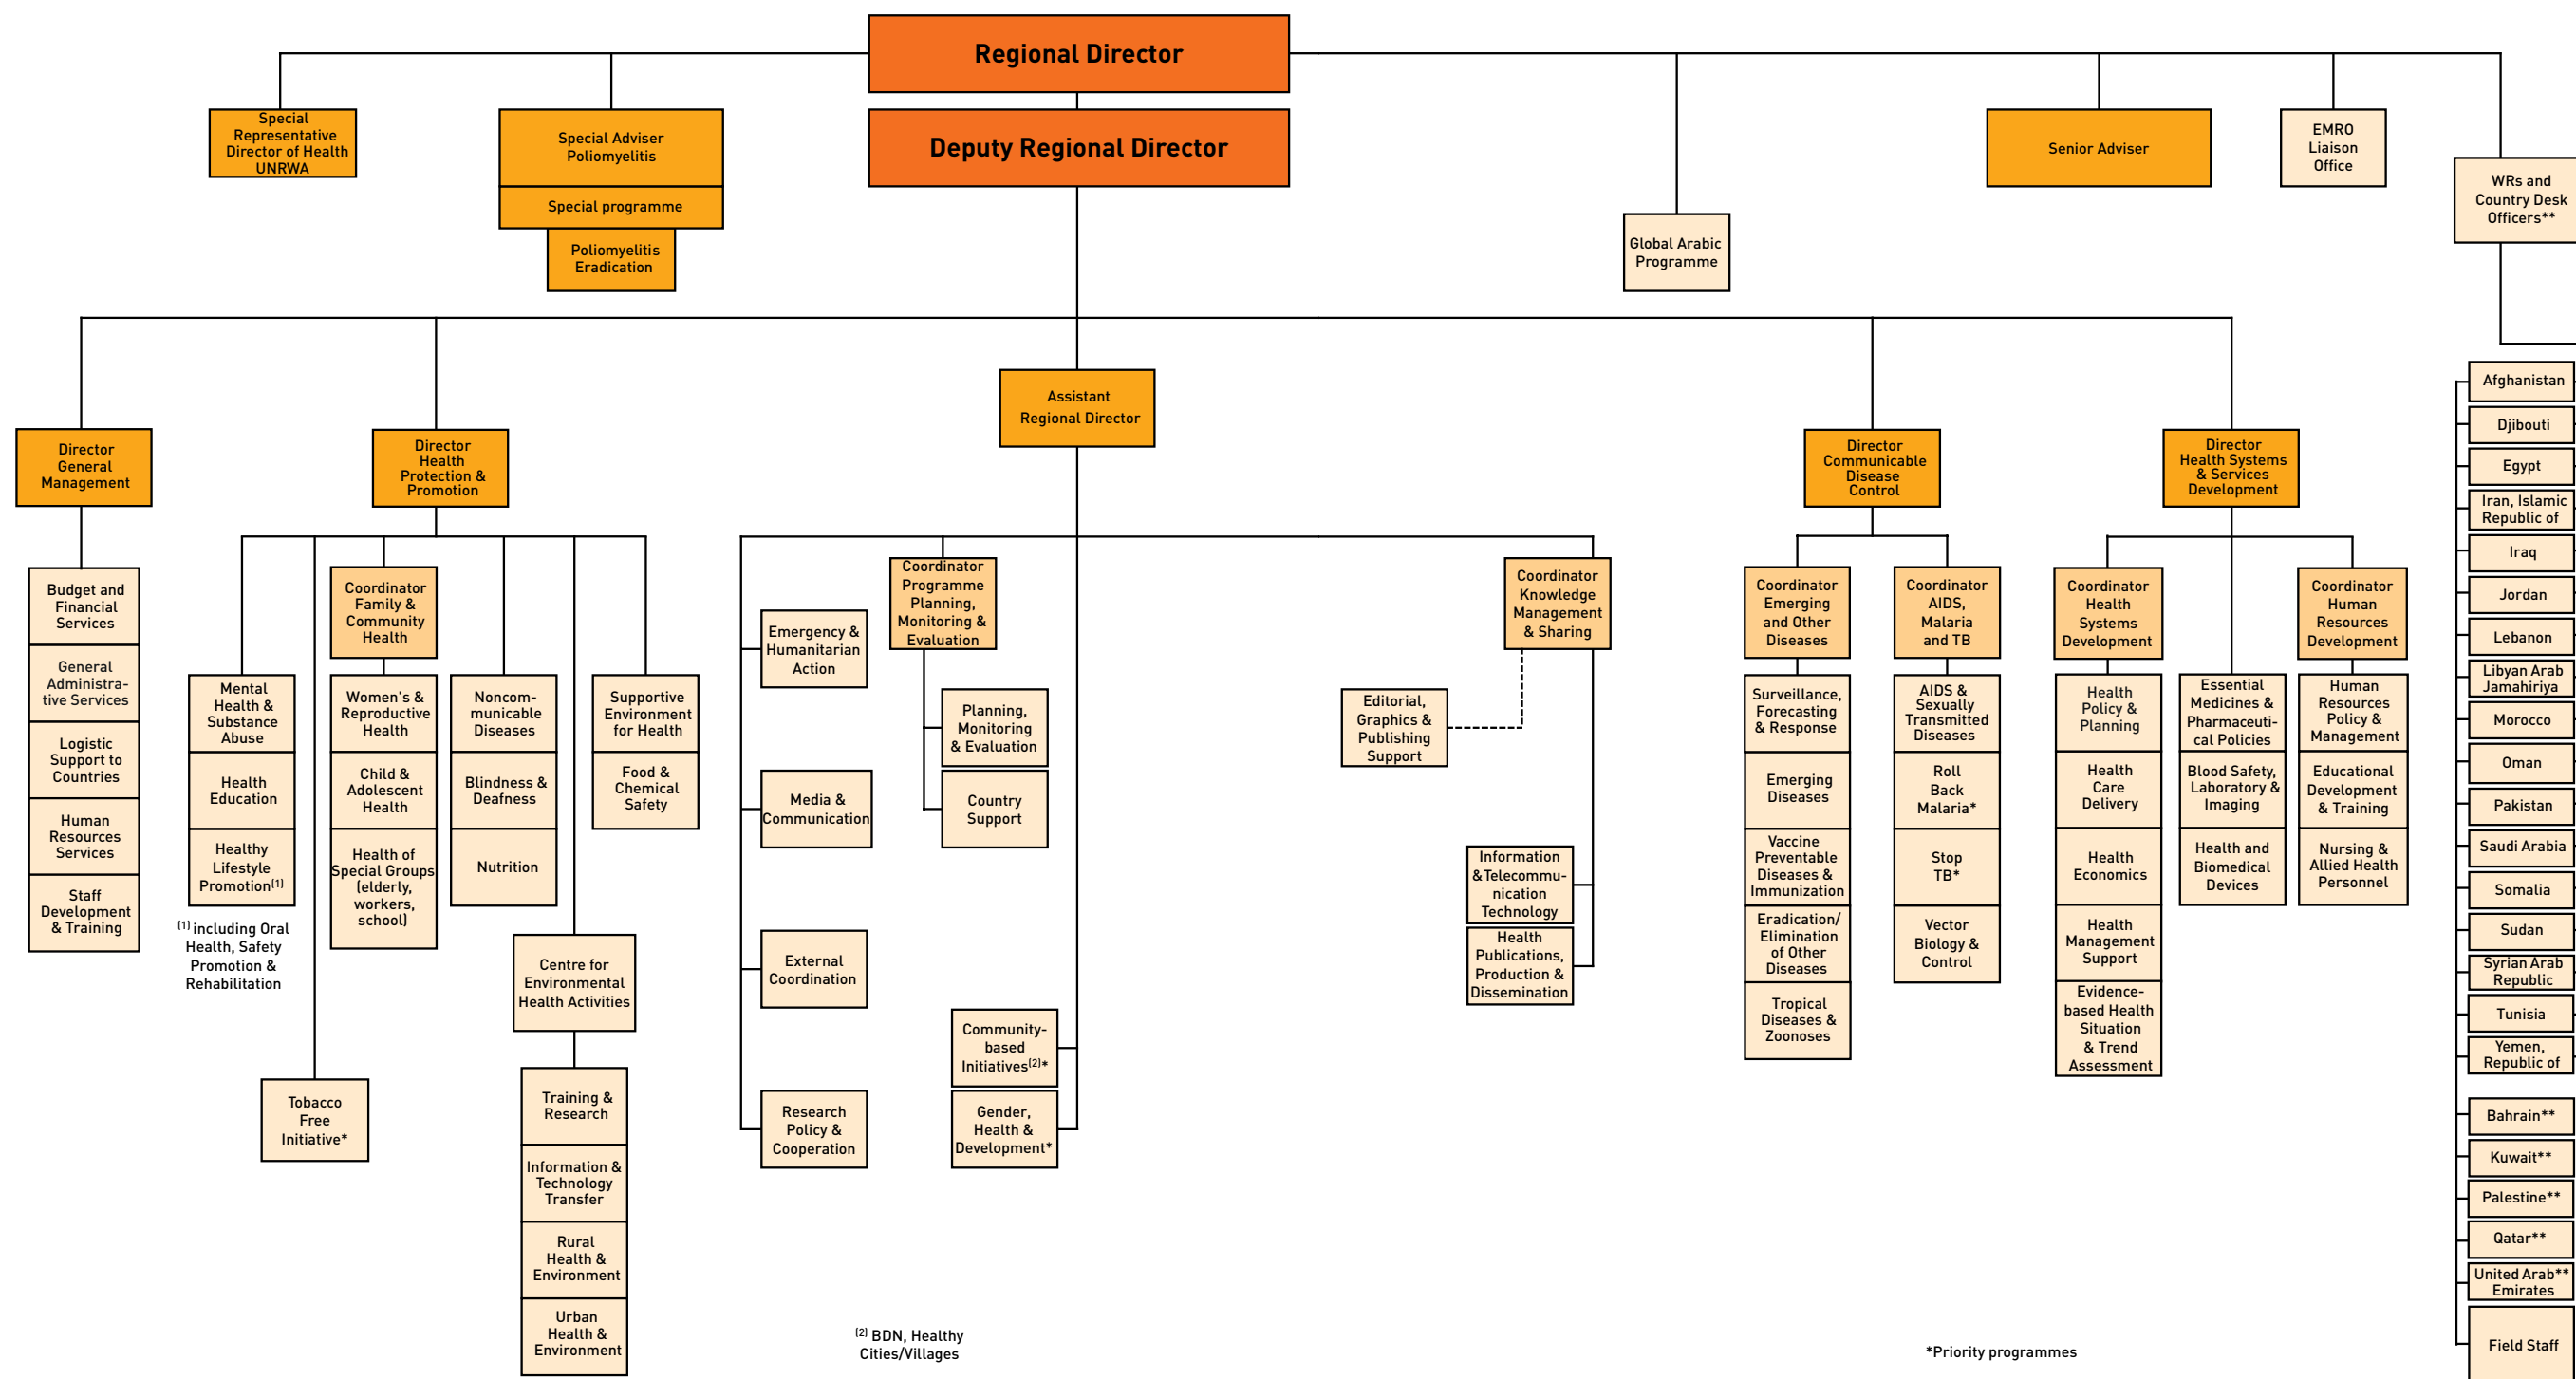 Regional Director
Special
Representative
Director of Health
UNRWA
Special Adviser
Poliomyelitis
Special programme
Poliomyelitis
Eradication
Deputy Regional Director
Global Arabic
Programme
Senior Adviser
EMRO
Liaison
Office
WRs and
Country Desk
Officers**
Assistant
Regional Director
Director
General
Management
Budget and
Financial
Services
General
Administra-
tive Services
Logistic
Support to
Countries
Human
Resources
Services
Staff
Development
& Training
Director
Health
Protection &
Promotion
Mental
Health &
Substance
Abuse
Health
Education
Healthy
Lifestyle
Promotion(1)
(1) including Oral
Health, Safety
Promotion &
Rehabilitation
Tobacco
Free
Initiative*
Coordinator
Family &
Community
Health
Women's &
Reproductive
Health
Child &
Adolescent
Health
Health of
Special Groups
(elderly,
workers,
school)
Noncom-
municable
Diseases
Blindness &
Deafness
Nutrition
Centre for
Environmental
Health Activities
Training &
Research
Information &
Technology
Transfer
Rural
Health &
Environment
Urban
Health &
Environment
Supportive
Environment
for Health
Food &
Chemical
Safety
Emergency &
Humanitarian
Action
Media &
Communication
External
Coordination
Research
Policy &
Cooperation
Coordinator
Programme
Planning,
Monitoring &
Evaluation
Planning,
Monitoring
& Evaluation
Country
Support
Community-
based
Initiatives(2)*
Gender,
Health &
Development*
(2) BDN, Healthy
Cities/Villages
Coordinator
Knowledge
Management
& Sharing
Editorial,
Graphics &
Publishing
Support
Information
&Telecommu-
nication
Technology
Health
Publications,
Production &
Dissemination
Director
Communicable
Disease
Control
Coordinator
Emerging
and Other
Diseases
Surveillance,
Forecasting
& Response
Emerging
Diseases
Vaccine
Preventable
Diseases &
Immunization
Eradication/
Elimination
of Other
Diseases
Tropical
Diseases &
Zoonoses
Coordinator
AIDS,
Malaria
and TB
AIDS &
Sexually
Transmitted
Diseases
Roll
Back
Malaria*
Stop
TB*
Vector
Biology &
Control
Director
Health Systems
& Services
Development
Coordinator
Health
Systems
Development
Health
Policy &
Planning
Health
Care
Delivery
Health
Economics
Health
Management
Support
Evidence-
based Health
Situation
& Trend
Assessment
Essential
Medicines &
Pharmaceuti-
cal Policies
Blood Safety,
Laboratory &
Imaging
Health and
Biomedical
Devices
Coordinator
Human
Resources
Development
Human
Resources
Policy &
Management
Educational
Development
& Training
Nursing &
Allied Health
Personnel
*Priority programmes
Afghanistan
Djibouti
Egypt
Iran, Islamic
Republic of
Iraq
Jordan
Lebanon
Libyan Arab
Jamahiriya
Morocco
Oman
Pakistan
Saudi Arabia
Somalia
Sudan
Syrian Arab
Republic
Tunisia
Yemen,
Republic of
Bahrain**
Kuwait**
Palestine**
Qatar**
United Arab**
Emirates
Field Staff